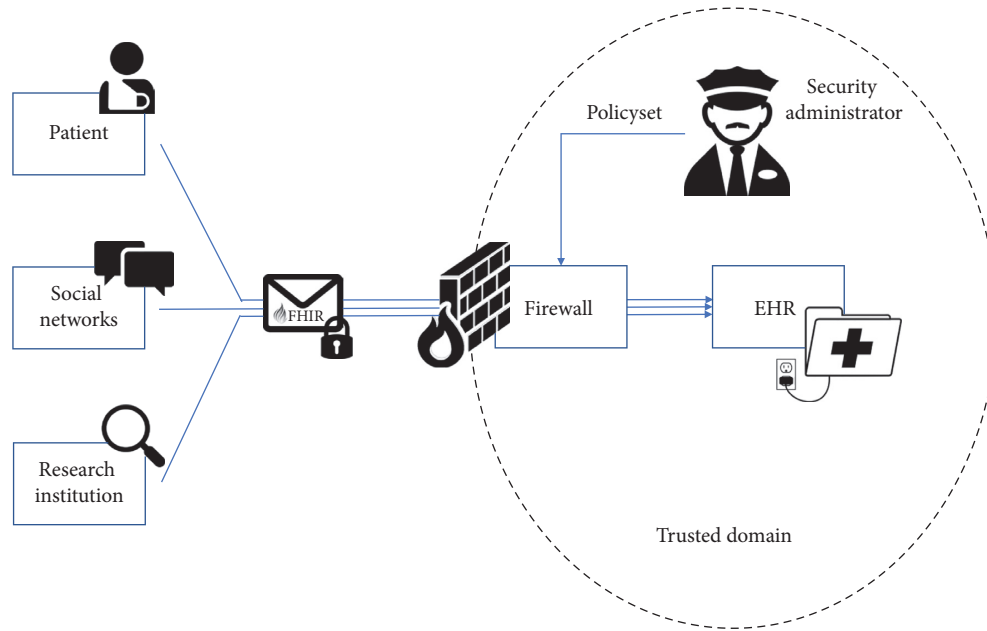 Patient
Social
networks
Research
institution
FHIR
Policyset
Security
administrator
Firewall
EHR
Trusted domain